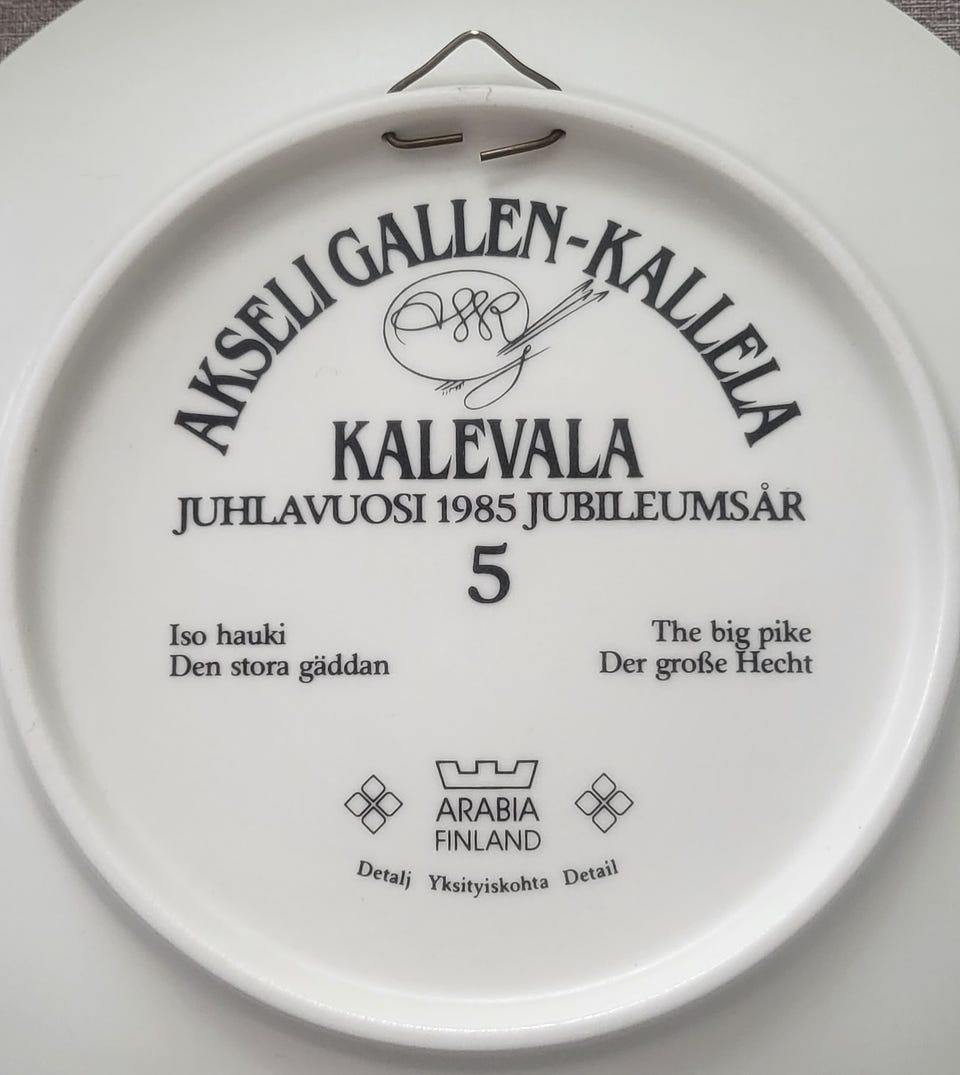 AKSELI GALLEN-KALLELA
KALEVALA
JUHLAVUOSI 1985 JUBILEUMSÅR
5
Iso hauki
Den stora gäddan
The big pike
Der große Hecht
ARABIA
FINLAND
Detalj Yksityiskohta Detail